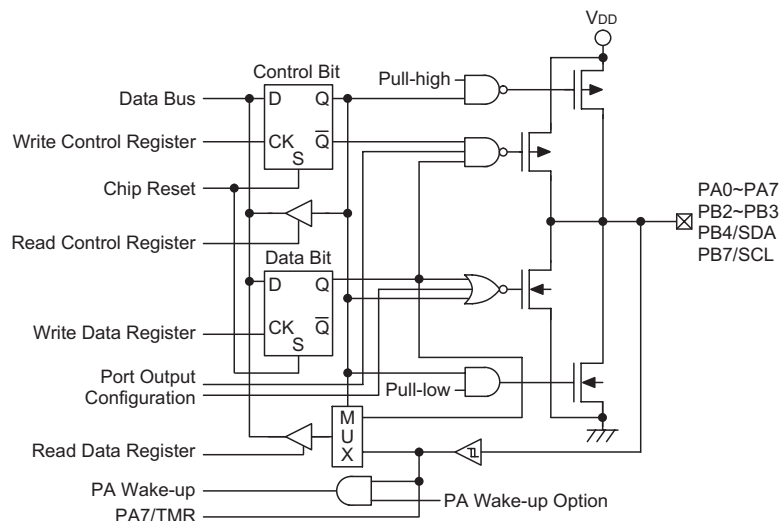 VDD
Control Bit
Pull-high
Data Bus
D
Q
Write Control Register
CK
Q
S
Chip Reset
PA0~PA7
PB2~PB3
PB4/SDA
PB7/SCL
Read Control Register
Data Bit
D
Q
Write Data Register
CK
Q
S
Port Output
Configuration
Pull-low
M
U
X
Read Data Register
PA Wake-up
PA Wake-up Option
PA7/TMR